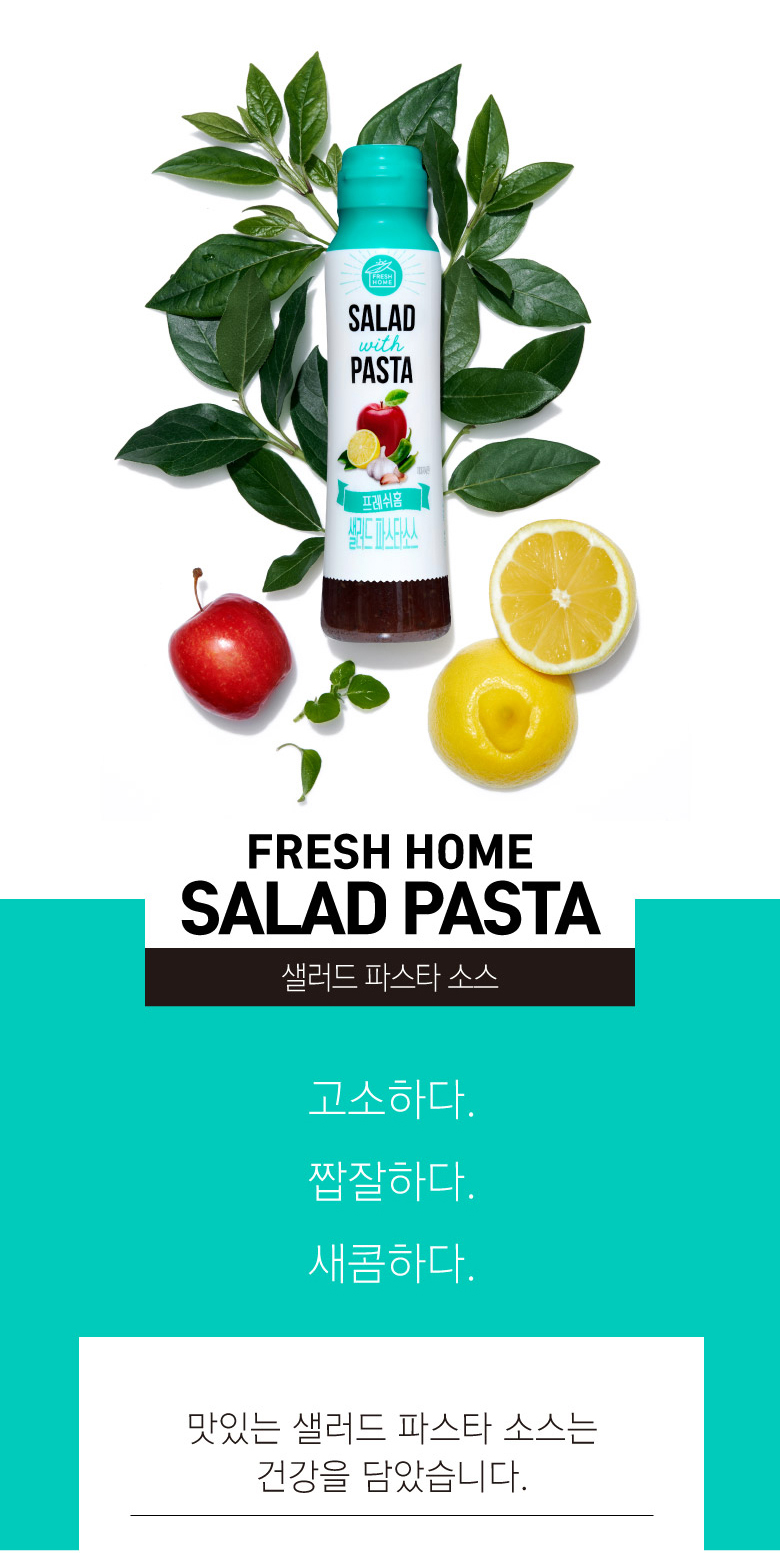 FRESH
HOME
SALAD
with
PASTA
프레쉬홈
샐러드 파스타소스
FRESH HOME
SALAD PASTA
샐러드 파스타 소스
고소하다.
짭잘하다.
새콤하다.
맛있는 샐러드 파스타 소스는
건강을 담았습니다.